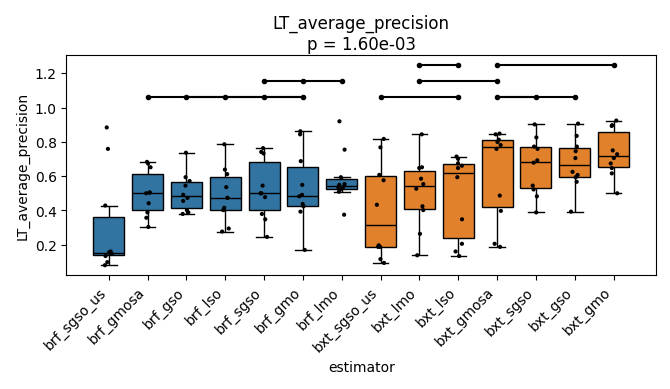 LT_average_precision
p = 1.60e-03
LT_average_precision
1.2
1.0
0.8
0.6
0.4
0.2
brf_sgso_us
brf_gmosa
brf_gso
brf_lso
brf_sgso
brf_gmo
brf_lmo
bxt_sgso_us
bxt_lmo
bxt_lso
bxt_gmosa
bxt_sgso
bxt_gso
bxt_gmo
estimator